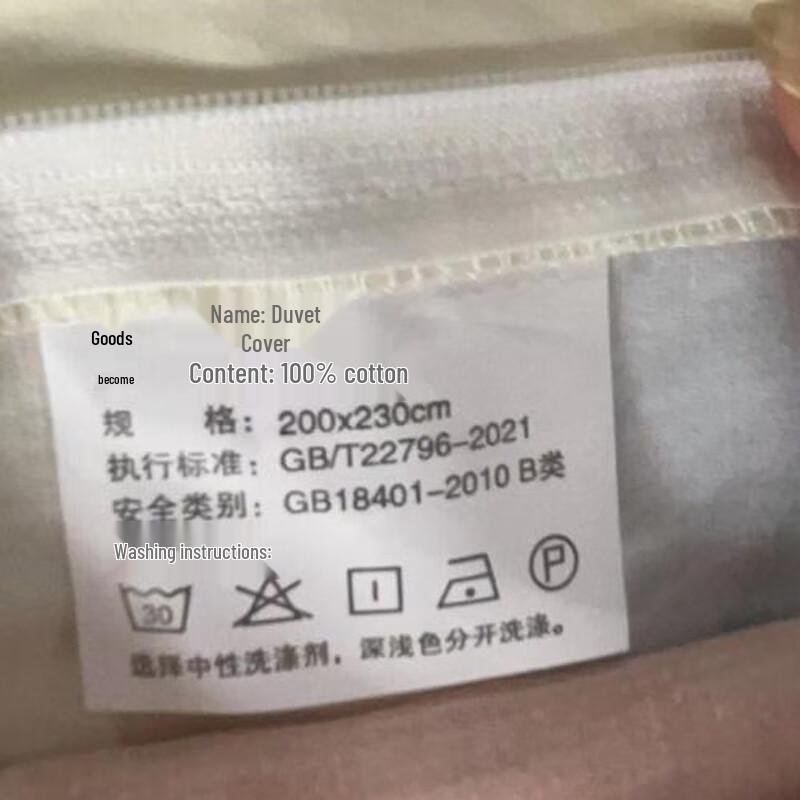 Name: Duvet
Cover
Goods
become
Content: 100% cotton
规 格：200x230cm
执行标准：GB/T22796-2021
安全类别：GB18401-2010 B类
Washing instructions:
30
P
选择中性洗涤剂，深浅色分开洗涤。